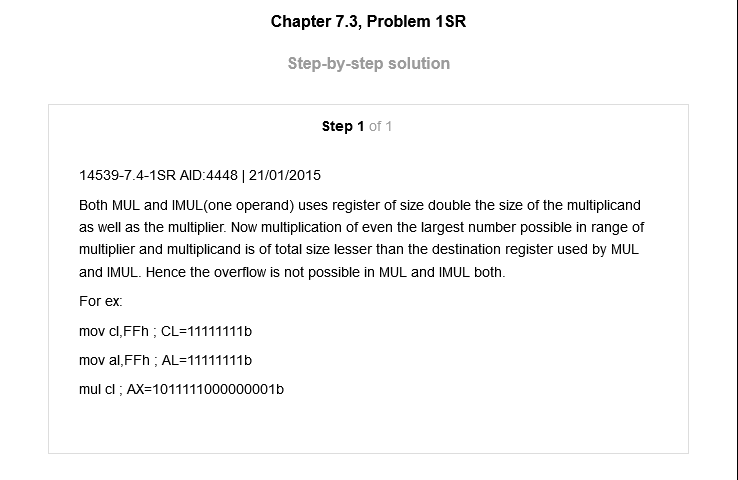 Chapter 7.3, Problem 1SR
Step-by-step solution
Step 1 of 1
14539-7.4-1SR AID:4448 | 21/01/2015
Both MUL and IMUL(one operand) uses register of size double the size of the multiplicand
as well as the multiplier. Now multiplication of even the largest number possible in range of
multiplier and multiplicand is of total size lesser than the destination register used by MUL
and IMUL. Hence the overflow is not possible in MUL and IMUL both.
For ex:
mov cl,FFh ; CL=11111111b
mov al,FFh ; AL=11111111b
mul cl ; AX=1011111000000001b